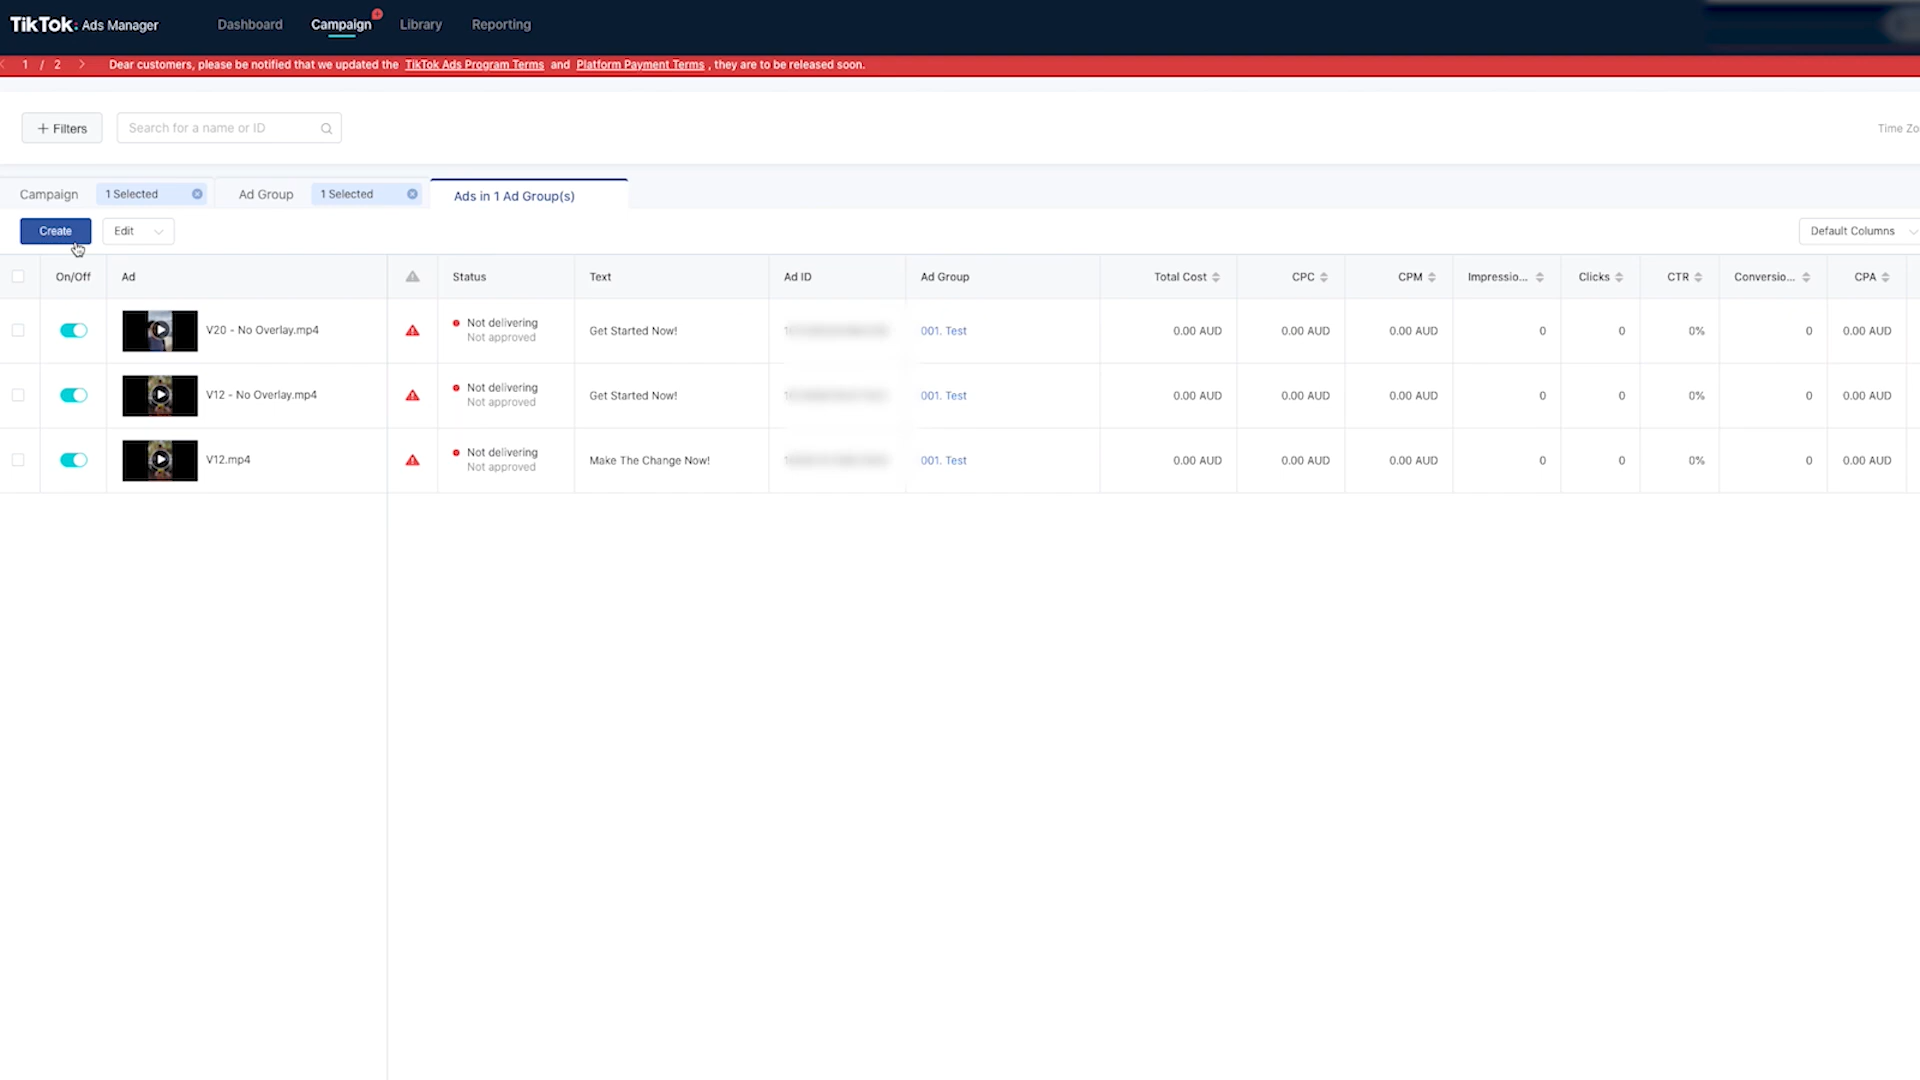 TikTok: Ads Manager Dashboard Campaign Library Reporting
1 / 2 Dear customers, please be notified that we updated the TikTok Ads Program Terms and Platform Payment Terms , they are to be released soon.
+ Filters Search for a name or ID Time Zo
Campaign 1 Selected Ad Group 1 Selected Ads in 1 Ad Group(s)
Create Edit Default Columns
On/Off Ad Status Text Ad ID Ad Group Total Cost CPC CPM Impressio... Clicks CTR Conversio... CPA
V20 - No Overlay.mp4 Not delivering Get Started Now! 001. Test 0.00 AUD 0.00 AUD 0.00 AUD 0 0 0% 0 0.00 AUD
Not approved
V12 - No Overlay.mp4 Not delivering Get Started Now! 001. Test 0.00 AUD 0.00 AUD 0.00 AUD 0 0 0% 0 0.00 AUD
Not approved
V12.mp4 Not delivering Make The Change Now! 001. Test 0.00 AUD 0.00 AUD 0.00 AUD 0 0 0% 0 0.00 AUD
Not approved